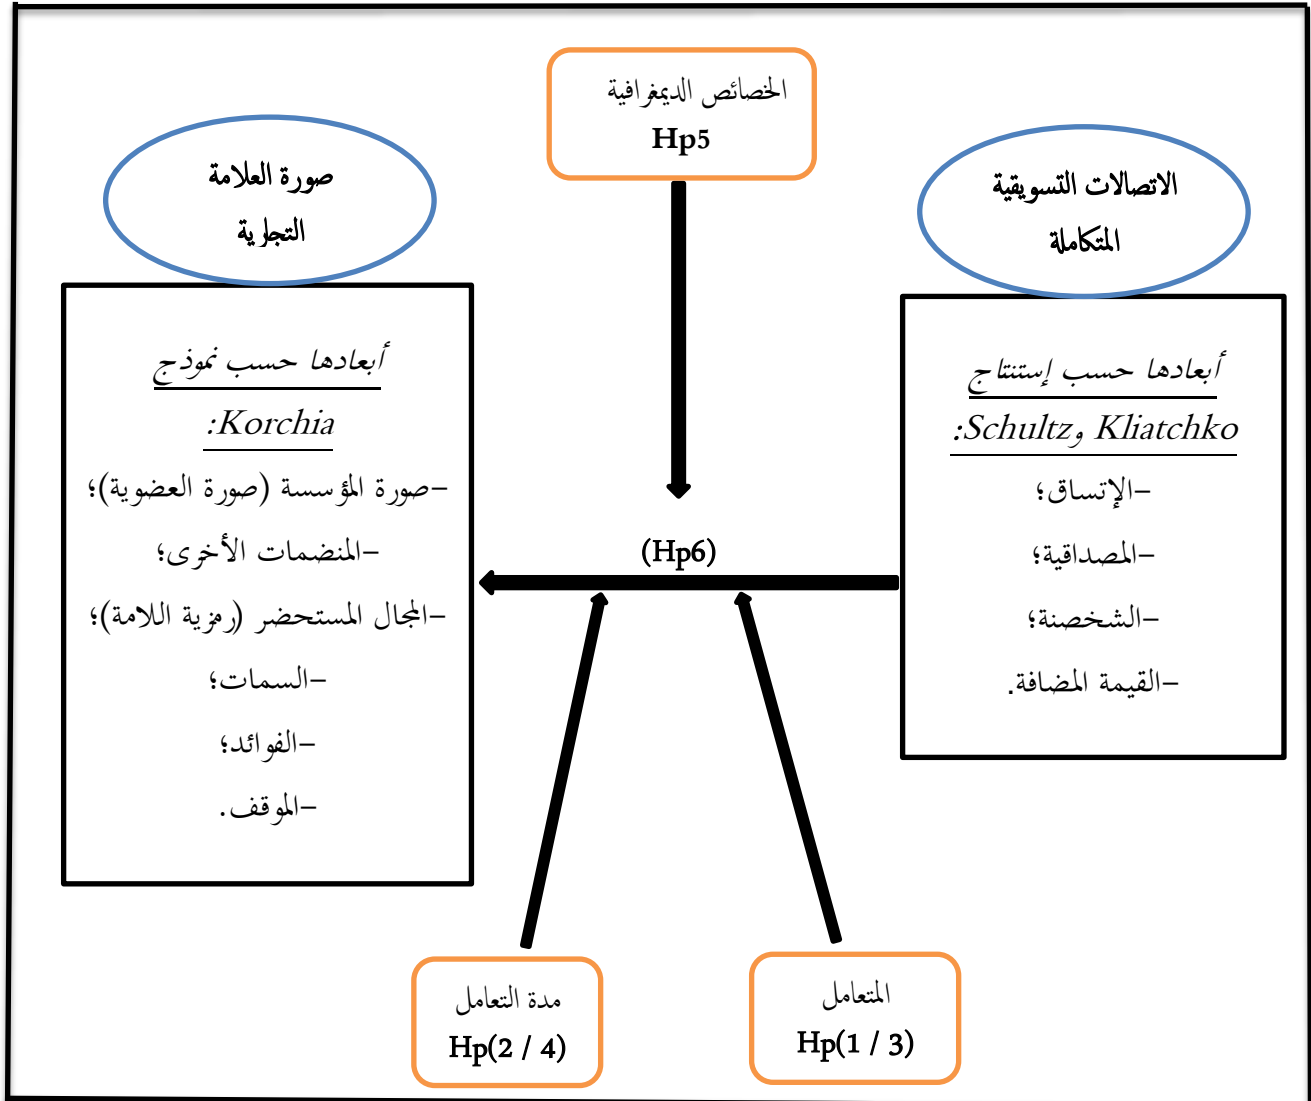 الخصائص الديمغرافية
Hp5
الاتصالات التسويقية
المتكاملة
أبعادها حسب إستنتاج
Kliatchko وSchultz:
-الإتساق؛
-المصداقية؛
-الشخصنة؛
-القيمة المضافة.
صورة العلامة
التجارية
أبعادها حسب نموذج
Korchia:
-صورة المؤسسة (صورة العضوية)؛
-المنضمات الأخرى؛
-المجال المستحضر (رمزية اللامة)؛
-السمات؛
-الفوائد؛
-الموقف.
(Hp6)
المتعامل
Hp(1 / 3)
مدة التعامل
Hp(2 / 4)